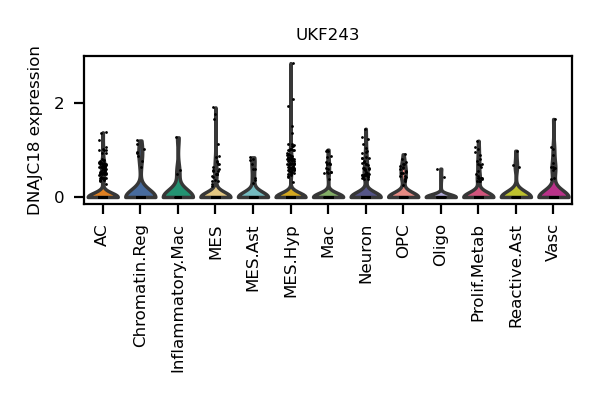 UKF243
DNAJC18 expression
2
0
AC
Chromatin.Reg
Inflammatory.Mac
MES
MES.Ast
MES.Hyp
Mac
Neuron
OPC
Oligo
Prolif.Metab
Reactive.Ast
Vasc